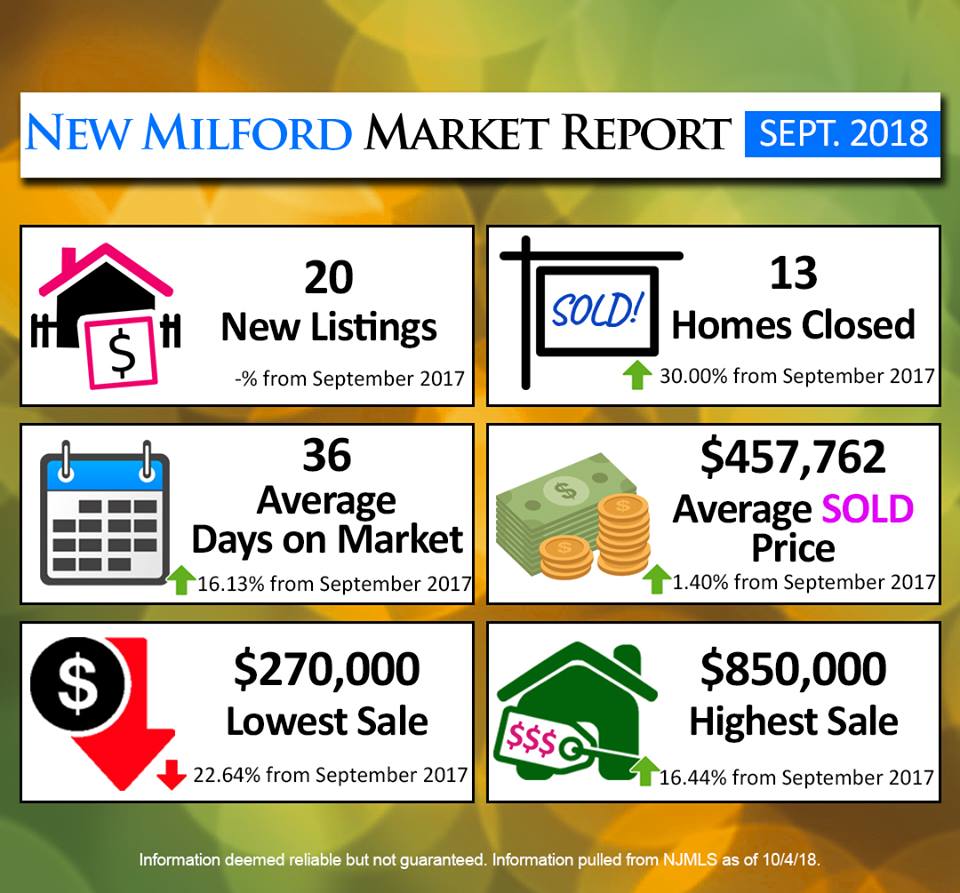 NEW MILFORD MARKET REPORT SEPT. 2018
20
New Listings
-% from September 2017
$
SOLD!
13
Homes Closed
30.00% from September 2017
36
Average
Days on Market
16.13% from September 2017
$457,762
Average SOLD
Price
1.40% from September 2017
$
$270,000
Lowest Sale
22.64% from September 2017
$$$
$850,000
Highest Sale
16.44% from September 2017
Information deemed reliable but not guaranteed. Information pulled from NJMLS as of 10/4/18.